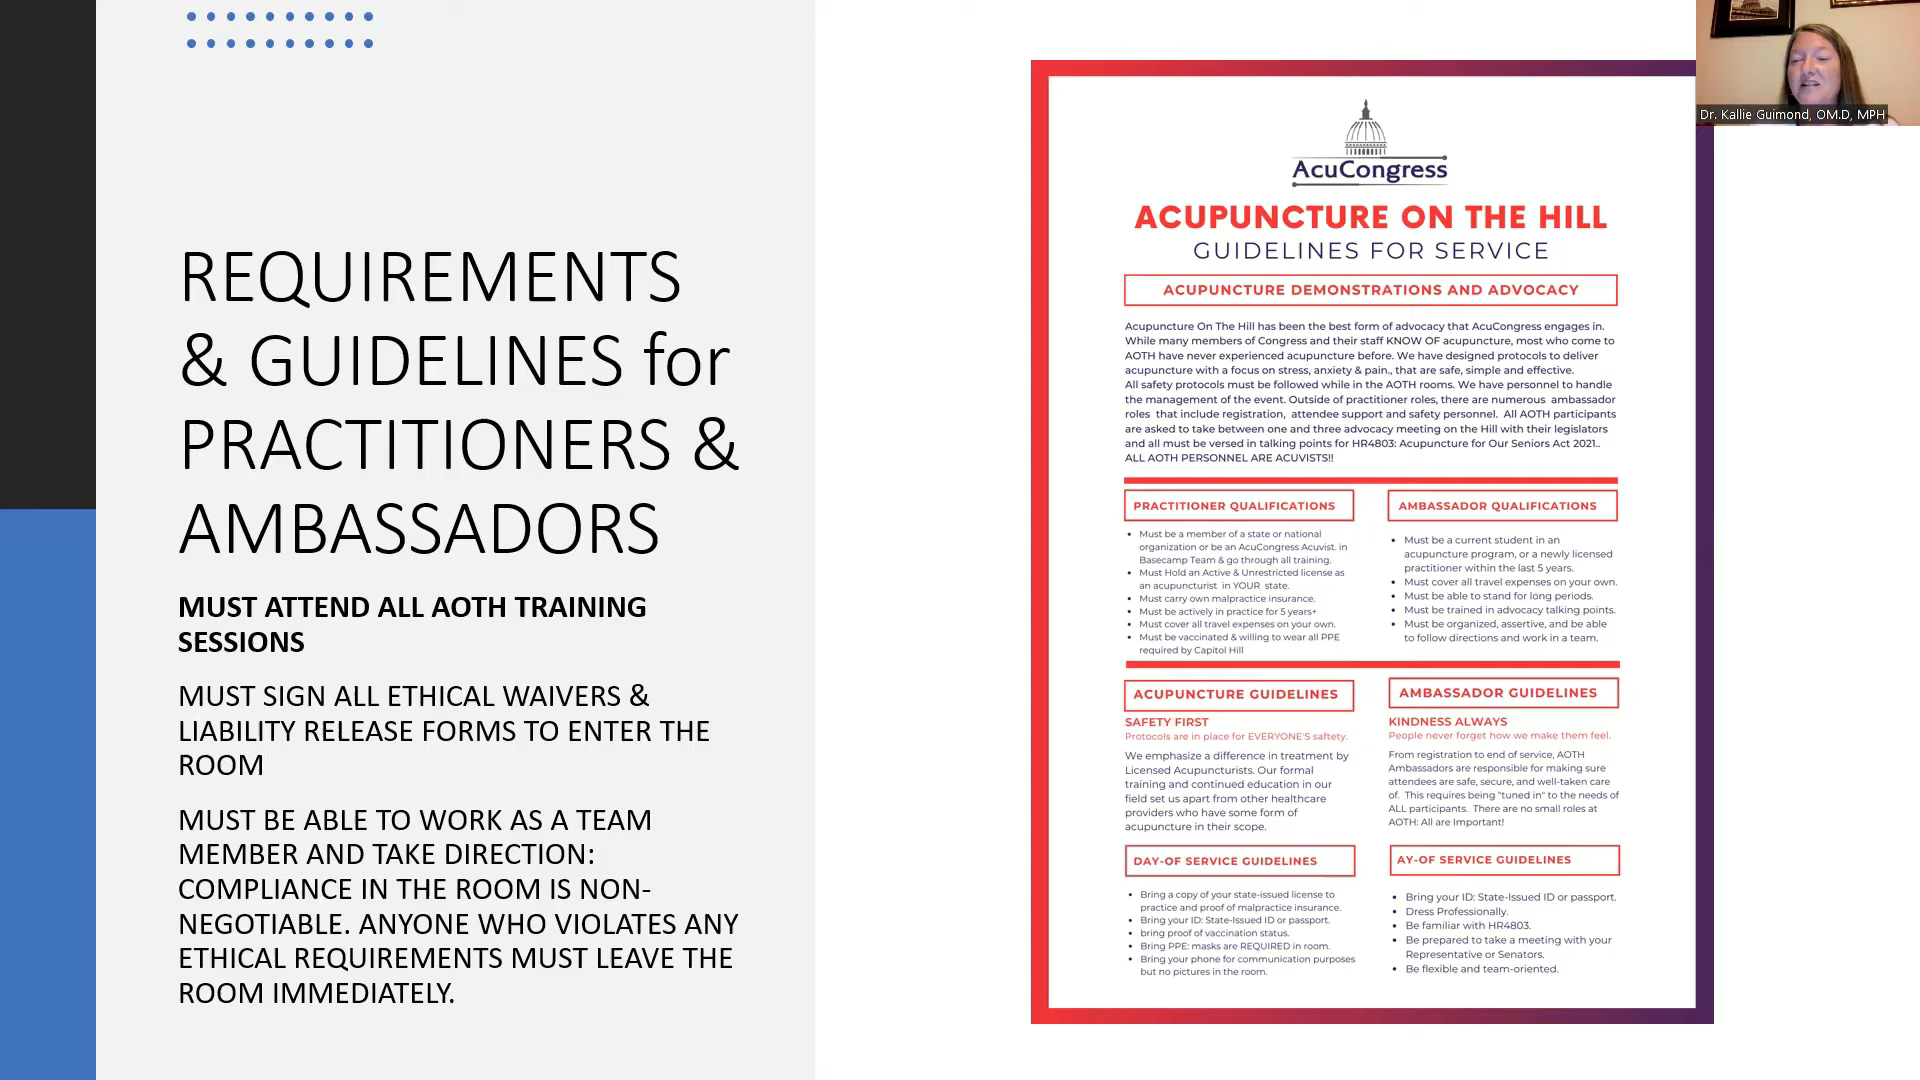 REQUIREMENTS
& GUIDELINES for
PRACTITIONERS &
AMBASSADORS
MUST ATTEND ALL AOTH TRAINING
SESSIONS
MUST SIGN ALL ETHICAL WAIVERS &
LIABILITY RELEASE FORMS TO ENTER THE
ROOM
MUST BE ABLE TO WORK AS A TEAM
MEMBER AND TAKE DIRECTION:
COMPLIANCE IN THE ROOM IS NON-
NEGOTIABLE. ANYONE WHO VIOLATES ANY
ETHICAL REQUIREMENTS MUST LEAVE THE
ROOM IMMEDIATELY.
AcuCongress
ACUPUNCTURE ON THE HILL
GUIDELINES FOR SERVICE
ACUPUNCTURE DEMONSTRATIONS AND ADVOCACY
Acupuncture On The Hill has been the best form of advocacy that AcuCongress engages in.
While many members of Congress and their staff KNOW OF acupuncture, most who come to
AOTH have never experienced acupuncture before. We have designed protocols to deliver
acupuncture with a focus on stress, anxiety & pain., that are safe, simple and effective.
All safety protocols must be followed while in the AOTH rooms. We have personnel to handle
the management of the event. Outside of practitioner roles, there are numerous ambassador
roles that include registration, attendee support and safety personnel. All AOTH participants
are asked to take between one and three advocacy meeting on the Hill with their legislators
and all must be versed in talking points for HR4803: Acupuncture for Our Seniors Act 2021..
ALL AOTH PERSONNEL ARE ACUVISTS!!
PRACTITIONER QUALIFICATIONS
• Must be a member of a state or national
organization or be an AcuCongress Acuvist. in
Basecamp Team & go through all training.
• Must Hold an Active & Unrestricted license as
an acupuncturist in YOUR state.
• Must carry own malpractice insurance.
• Must be actively in practice for 5 years+
• Must cover all travel expenses on your own.
• Must be vaccinated & willing to wear all PPE
required by Capitol Hill
AMBASSADOR QUALIFICATIONS
• Must be a current student in an
acupuncture program, or a newly licensed
practitioner within the last 5 years.
• Must cover all travel expenses on your own.
• Must be able to stand for long periods.
• Must be trained in advocacy talking points.
• Must be organized, assertive, and be able
to follow directions and work in a team.
ACUPUNCTURE GUIDELINES
SAFETY FIRST
Protocols are in place for EVERYONE'S saftety.
We emphasize a difference in treatment by
Licensed Acupuncturists. Our formal
training and continued education in our
field set us apart from other healthcare
providers who have some form of
acupuncture in their scope.
AMBASSADOR GUIDELINES
KINDNESS ALWAYS
People never forget how we make them feel.
From registration to end of service, AOTH
Ambassadors are responsible for making sure
attendees are safe, secure, and well-taken care
of. This requires being "tuned in" to the needs of
ALL participants. There are no small roles at
AOTH: All are Important!
DAY-OF SERVICE GUIDELINES
• Bring a copy of your state-issued license to
practice and proof of malpractice insurance.
• Bring your ID: State-Issued ID or passport.
• bring proof of vaccination status.
• Bring PPE: masks are REQUIRED in room.
• Bring your phone for communication purposes
but no pictures in the room.
AY-OF SERVICE GUIDELINES
• Bring your ID: State-Issued ID or passport.
• Dress Professionally.
• Be familiar with HR4803.
• Be prepared to take a meeting with your
Representative or Senators.
• Be flexible and team-oriented.
Dr. Kallie Guimond, OM.D, MPH